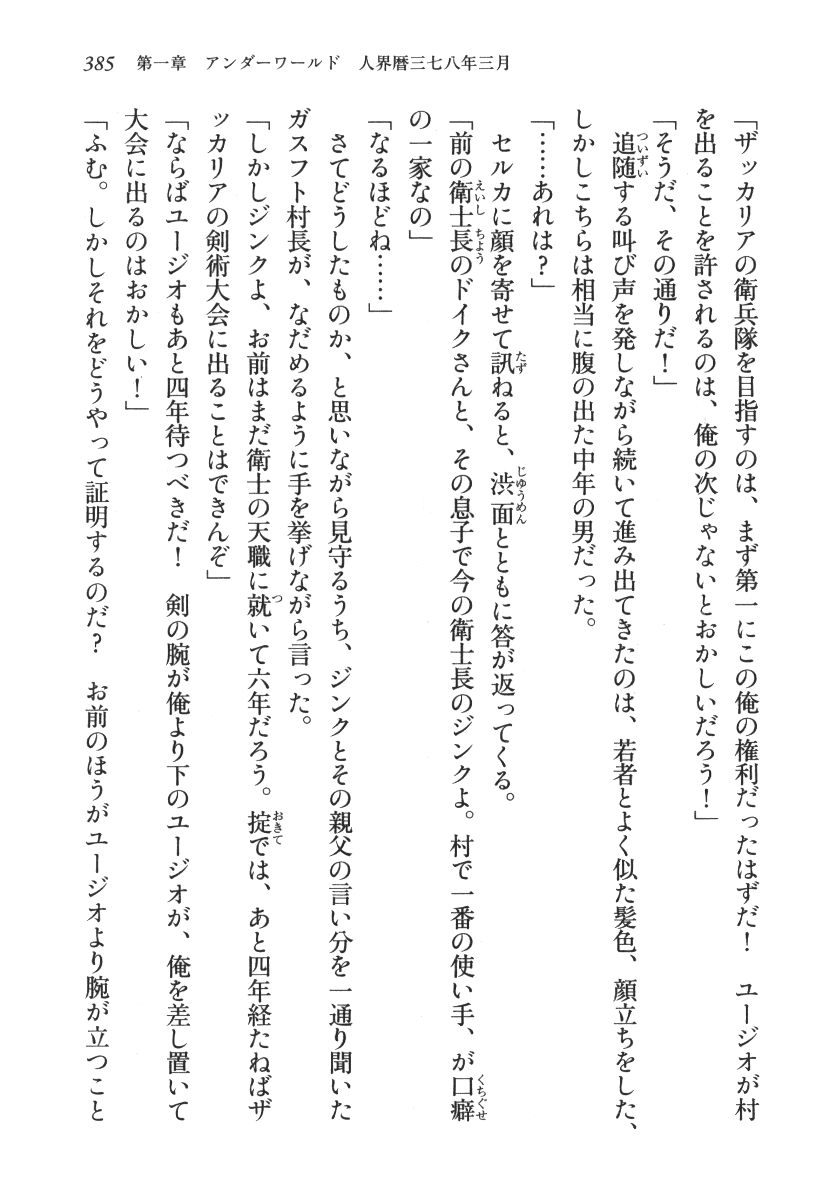 385　第一章　アンダーワールド　人界暦三七八年三月
「ザッカリアの衛兵隊を目指すのは、まず第一にこの俺の権利だったはずだ！　ユージオが村
を出ることを許されるのは、俺の次じゃないとおかしいだろう！」
「そうだ、その通りだ！」
　追随する叫び声を発しながら続いて進み出てきたのは、若者とよく似た髪色、顔立ちをした、
しかしこちらは相当に腹の出た中年の男だった。
「……あれは？」
　セルカに顔を寄せて訊ねると、渋面とともに答が返ってくる。
「前の衛士長のドイクさんと、その息子で今の衛士長のジンクよ。村で一番の使い手、が口癖
の一家なの」
「なるほどね……」
　さてどうしたものか、と思いながら見守るうち、ジンクとその親父の言い分を一通り聞いた
ガスフト村長が、なだめるように手を挙げながら言った。
「しかしジンクよ、お前はまだ衛士の天職に就いて六年だろう。掟では、あと四年経たねばザ
ッカリアの剣術大会に出ることはできんぞ」
「ならばユージオもあと四年待つべきだ！　剣の腕が俺より下のユージオが、俺を差し置いて
大会に出るのはおかしい！」
「ふむ。しかしそれをどうやって証明するのだ？　お前のほうがユージオより腕が立つこと